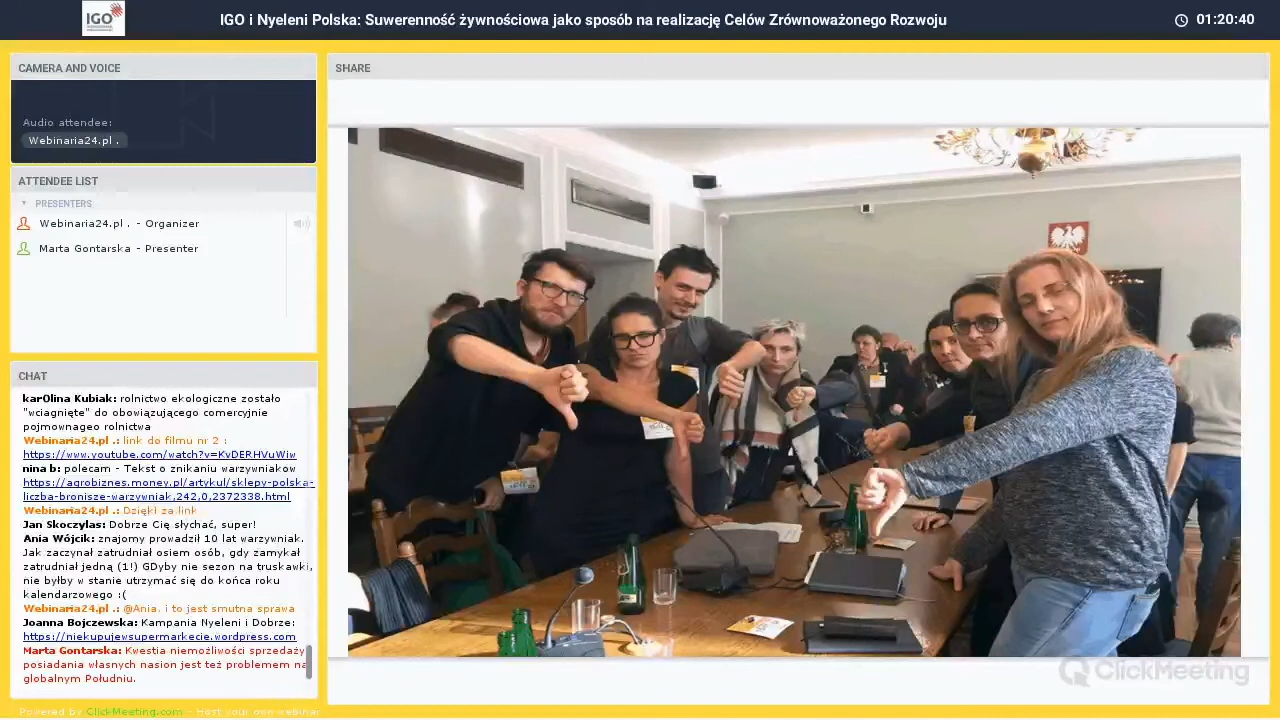 IGO
IGO i Nyeleni Polska: Suwerenność żywnościowa jako sposób na realizację Celów Zrównoważonego Rozwoju
01:20:40
CAMERA AND VOICE
Audio attendee:
Webinaria24.pl .
ATTENDEE LIST
PRESENTERS
Webinaria24.pl . - Organizer
Marta Gontarska - Presenter
CHAT
karOlina Kubiak: rolnictwo ekologiczne zostało
"wciągnięte" do obowiązującego comercyjnie
pojmownageo rolnictwa
Webinaria24.pl .: link do filmu nr 2 :
https://www.youtube.com/watch?v=KvDERHVuWiw
nina b: polecam - Tekst o znikaniu warzywniaków
https://agrobiznes.money.pl/artykul/sklepy-polska-
liczba-bronisze-warzywniak,242,0,2372338.html
Webinaria24.pl .: Dzięki za link
Jan Skoczylas: Dobrze Cię słychać, super!
Ania Wójcik: znajomy prowadził 10 lat warzywniak.
Jak zaczynał zatrudniał osiem osób, gdy zamykał
zatrudniał jedną (1!) GDyby nie sezon na truskawki,
nie byłby w stanie utrzymać się do końca roku
kalendarzowego :(
Webinaria24.pl .: @Ania. i to jest smutna sprawa
Joanna Bojczewska: Kampania Nyeleni i Dobrze:
https://niekupujewsupermarkecie.wordpress.com
Marta Gontarska: Kwestia niemożliwości sprzedaży
posiadania własnych nasion jest też problemem na
globalnym Południu.
SHARE
ClickMeeting
Powered by ClickMeeting.com - Host your own webinar